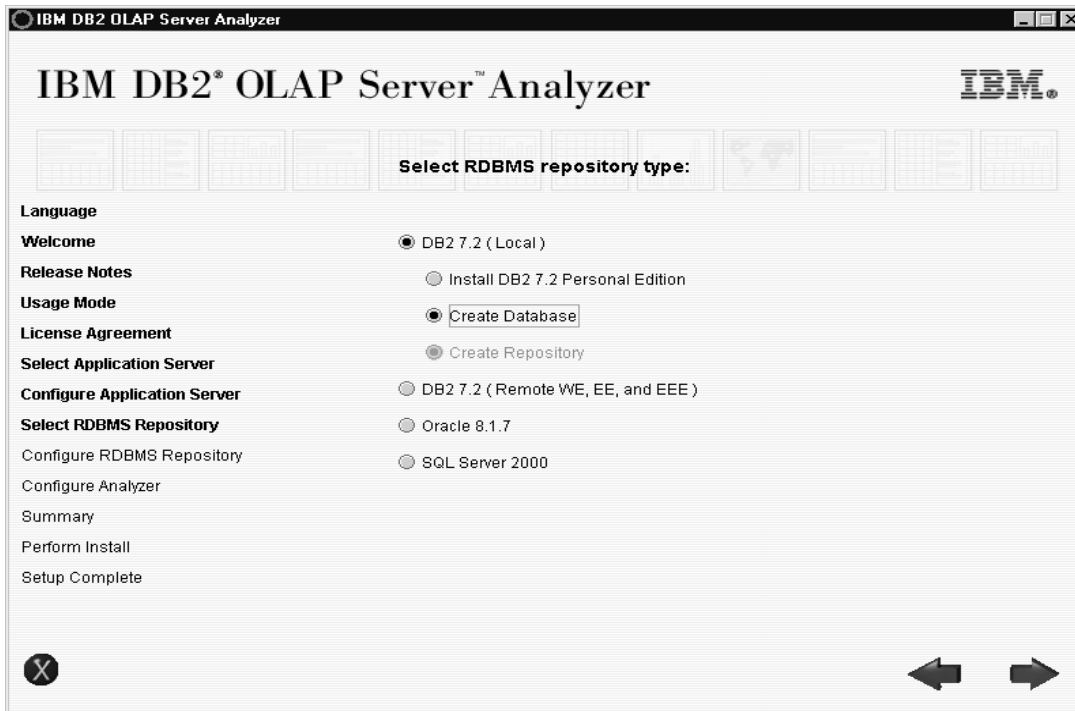 IBM DB2 OLAP Server Analyzer
IBM DB2® OLAP Server™ Analyzer
IBM®
Select RDBMS repository type:
Language
Welcome
Release Notes
Usage Mode
License Agreement
Select Application Server
Configure Application Server
Select RDBMS Repository
Configure RDBMS Repository
Configure Analyzer
Summary
Perform Install
Setup Complete
DB2 7.2 ( Local )
Install DB2 7.2 Personal Edition
Create Database
Create Repository
DB2 7.2 ( Remote WE, EE, and EEE )
Oracle 8.1.7
SQL Server 2000